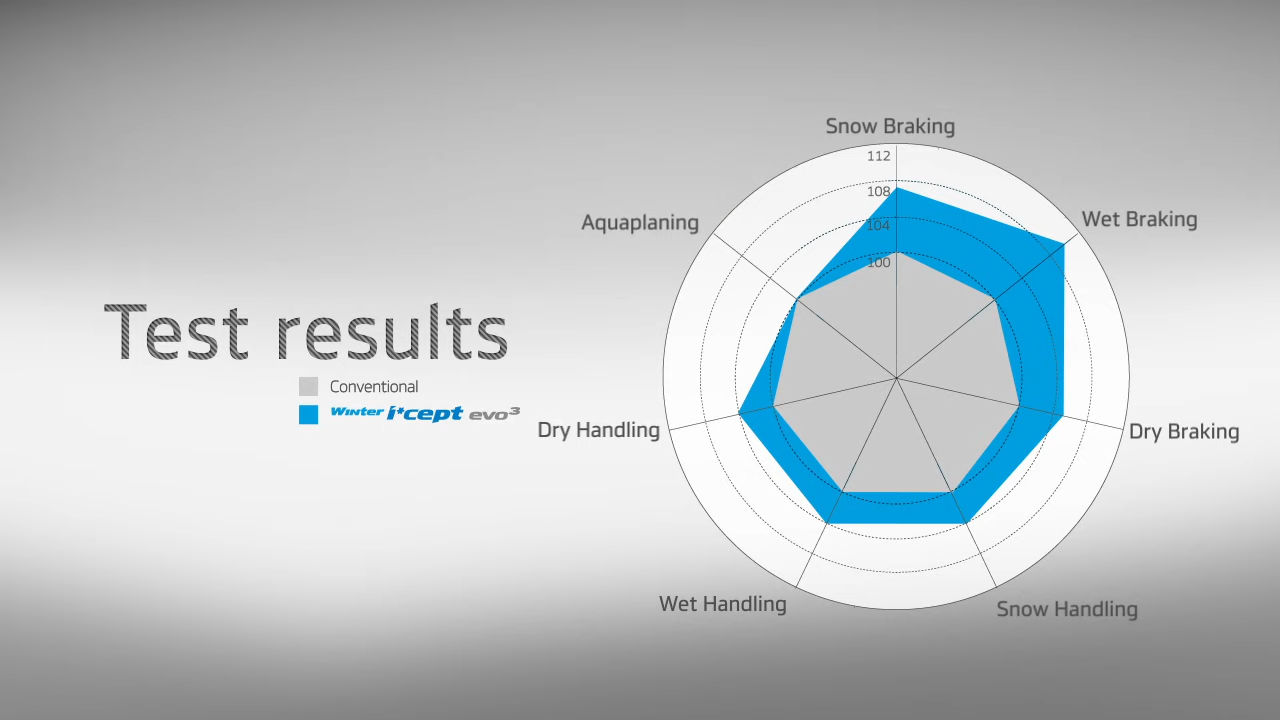 Test results
Conventional
Winter i*cept evo³
Snow Braking
112
108
104
100
Aquaplaning
Wet Braking
Dry Handling
Dry Braking
Wet Handling
Snow Handling